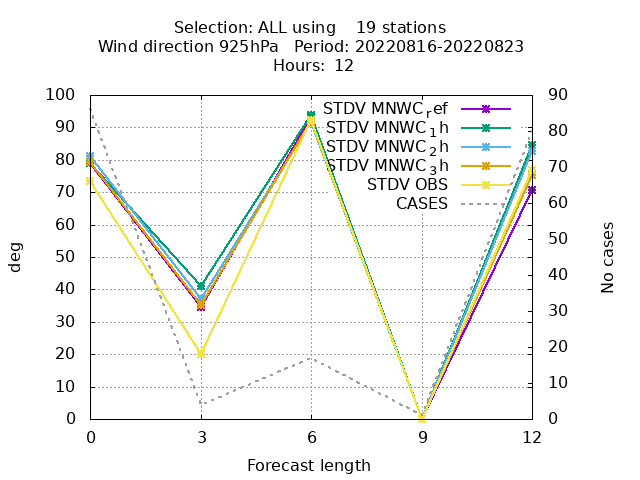 Selection: ALL using    19 stations
Wind direction 925hPa   Period: 20220816-20220823
Hours: 12
STDV MNWC_ref
STDV MNWC_1h
STDV MNWC_2h
STDV MNWC_3h
STDV OBS
CASES
deg
100
90
80
70
60
50
40
30
20
10
0
No cases
90
80
70
60
50
40
30
20
10
0
0 3 6 9 12
Forecast length